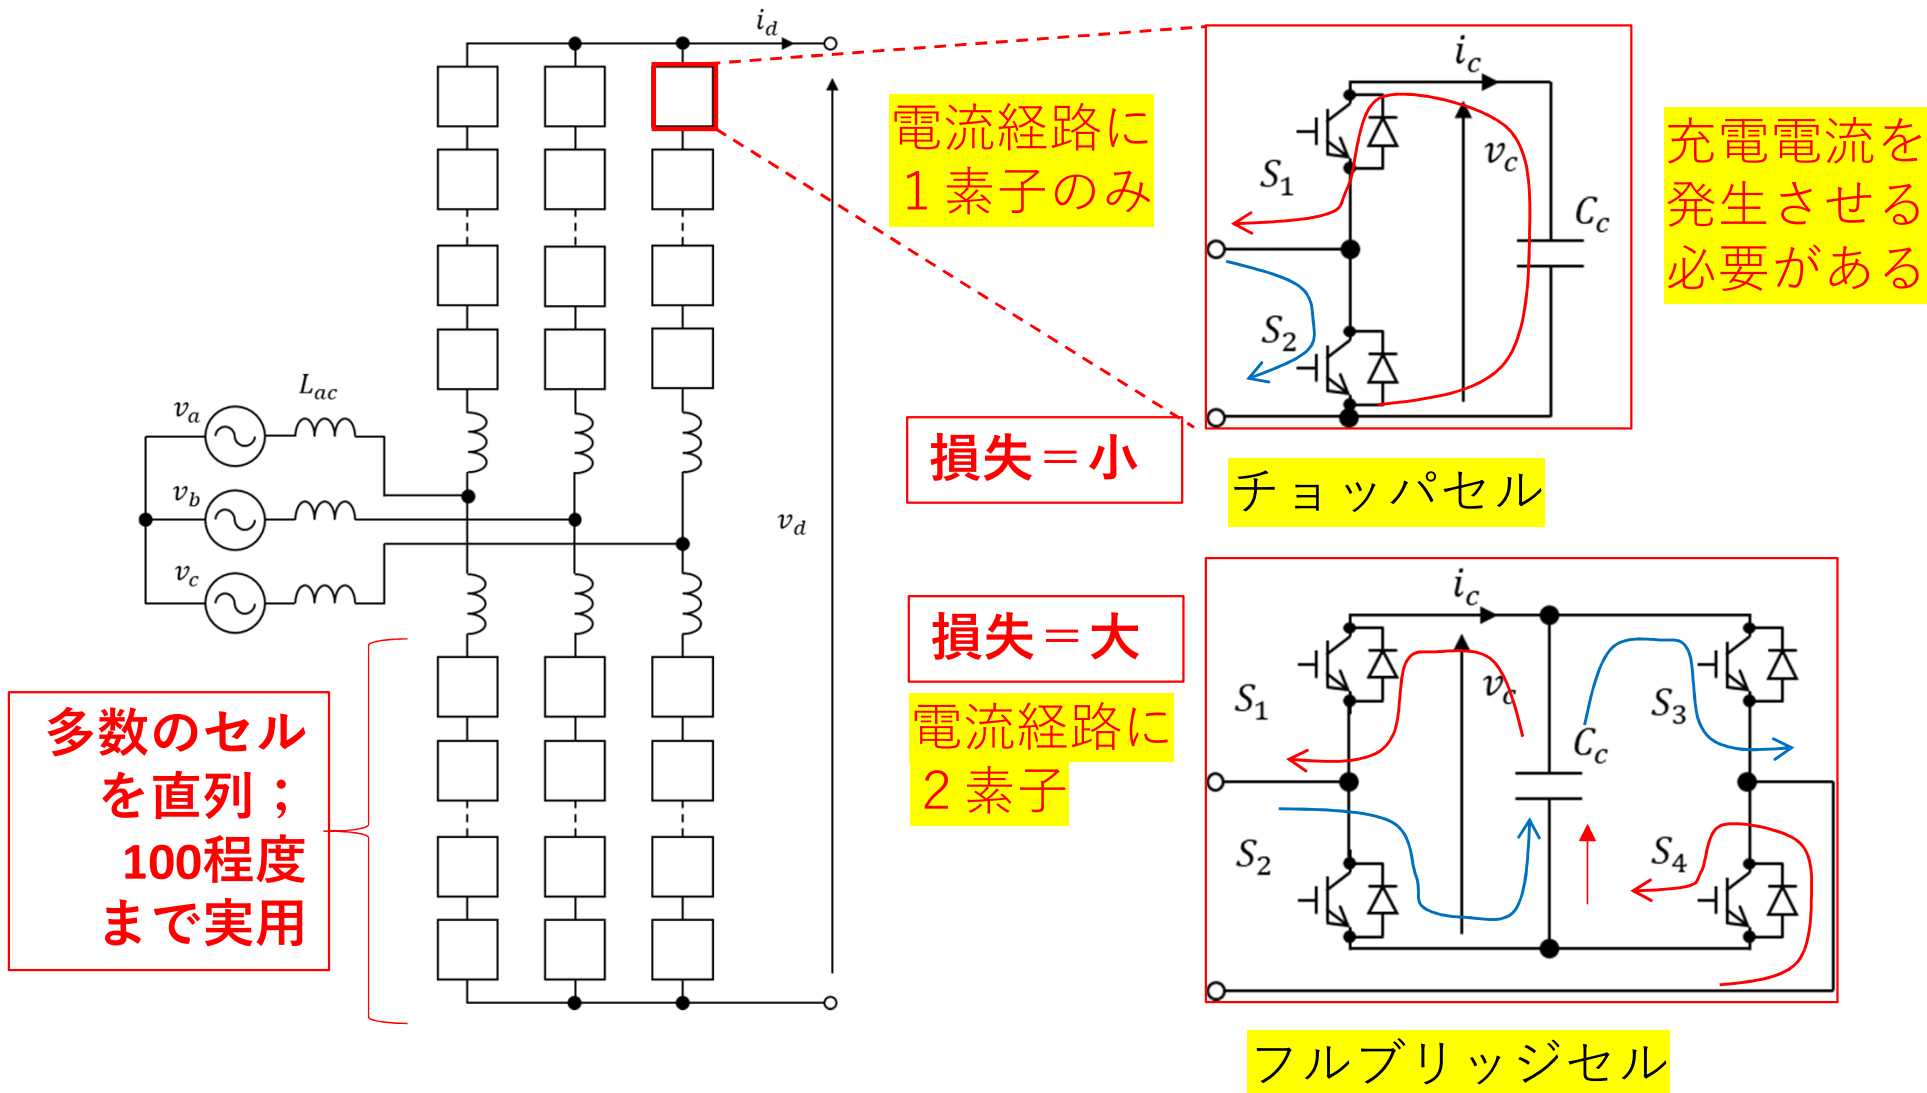 i_d
電流経路に
1素子のみ
i_c
v_c
S_1
C_c
S_2
充電電流を
発生させる
必要がある
L_ac
v_a
v_b
v_c
v_d
損失＝小
チョッパセル
損失＝大
電流経路に
2素子
i_c
v_c
S_1
S_3
C_c
S_2
S_4
フルブリッジセル
多数のセル
を直列；
100程度
まで実用